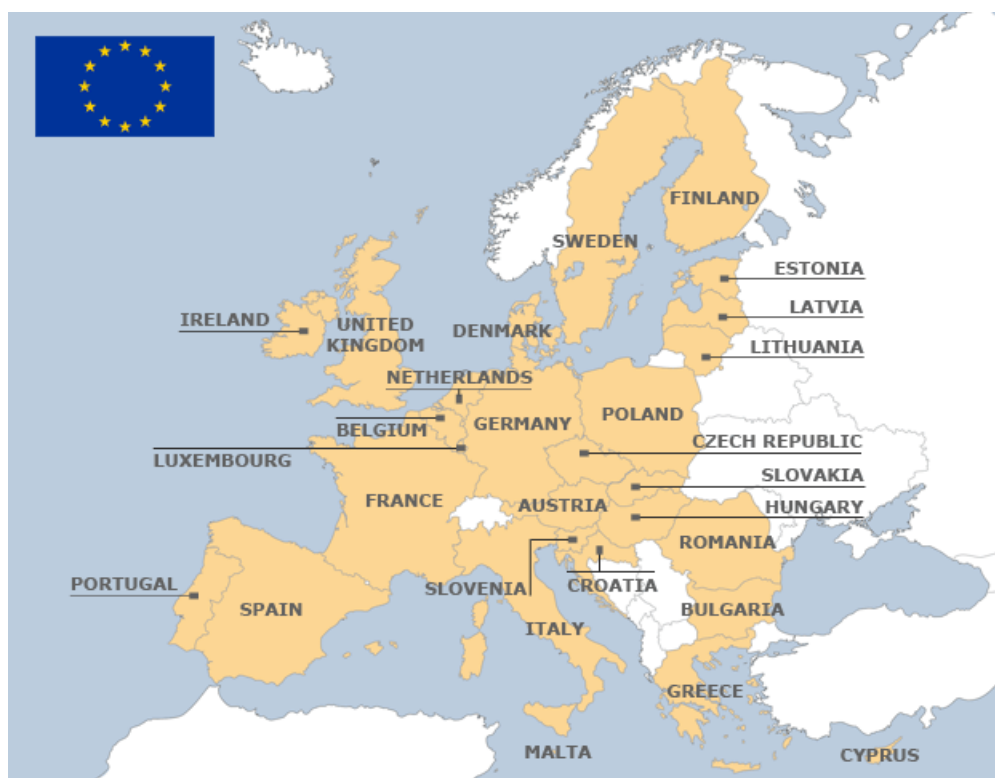 FINLAND
SWEDEN
ESTONIA
LATVIA
IRELAND
UNITED
KINGDOM
DENMARK
LITHUANIA
NETHERLANDS
POLAND
GERMANY
BELGIUM
CZECH REPUBLIC
LUXEMBOURG
SLOVAKIA
FRANCE
AUSTRIA
HUNGARY
ROMANIA
PORTUGAL
SLOVENIA
CROATIA
SPAIN
BULGARIA
ITALY
GREECE
MALTA
CYPRUS